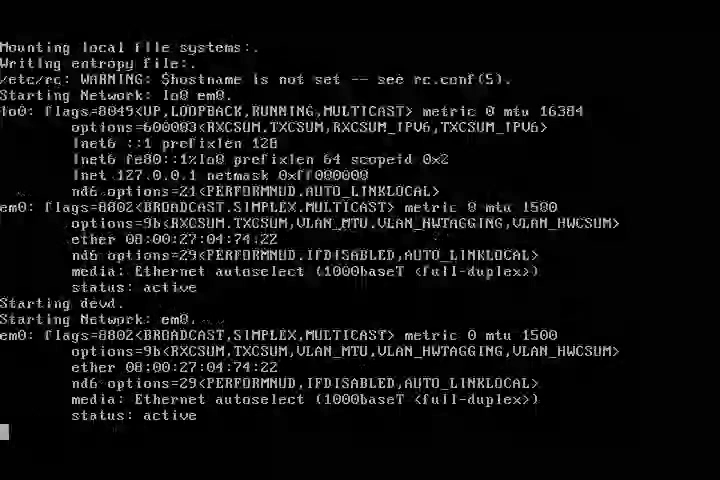 Mounting local file systems:.
Writing entropy file:.
/etc/rc: WARNING: $hostname is not set -- see rc.conf(5).
Starting Network: lo0 em0.
lo0: flags=8049<UP,LOOPBACK,RUNNING,MULTICAST> metric 0 mtu 16384
options=600003<RXCSUM,TXCSUM,RXCSUM_IPV6,TXCSUM_IPV6>
inet6 ::1 prefixlen 128
inet6 fe80::1%lo0 prefixlen 64 scopeid 0x2
inet 127.0.0.1 netmask 0xff000000
nd6 options=21<PERFORMNUD,AUTO_LINKLOCAL>
em0: flags=8802<BROADCAST,SIMPLEX,MULTICAST> metric 0 mtu 1500
options=9b<RXCSUM,TXCSUM,VLAN_MTU,VLAN_HWTAGGING,VLAN_HWCSUM>
ether 08:00:27:04:74:22
nd6 options=29<PERFORMNUD,IFDISABLED,AUTO_LINKLOCAL>
media: Ethernet autoselect (1000baseT <full-duplex>)
status: active
Starting devd.
Starting Network: em0.
em0: flags=8802<BROADCAST,SIMPLEX,MULTICAST> metric 0 mtu 1500
options=9b<RXCSUM,TXCSUM,VLAN_MTU,VLAN_HWTAGGING,VLAN_HWCSUM>
ether 08:00:27:04:74:22
nd6 options=29<PERFORMNUD,IFDISABLED,AUTO_LINKLOCAL>
media: Ethernet autoselect (1000baseT <full-duplex>)
status: active